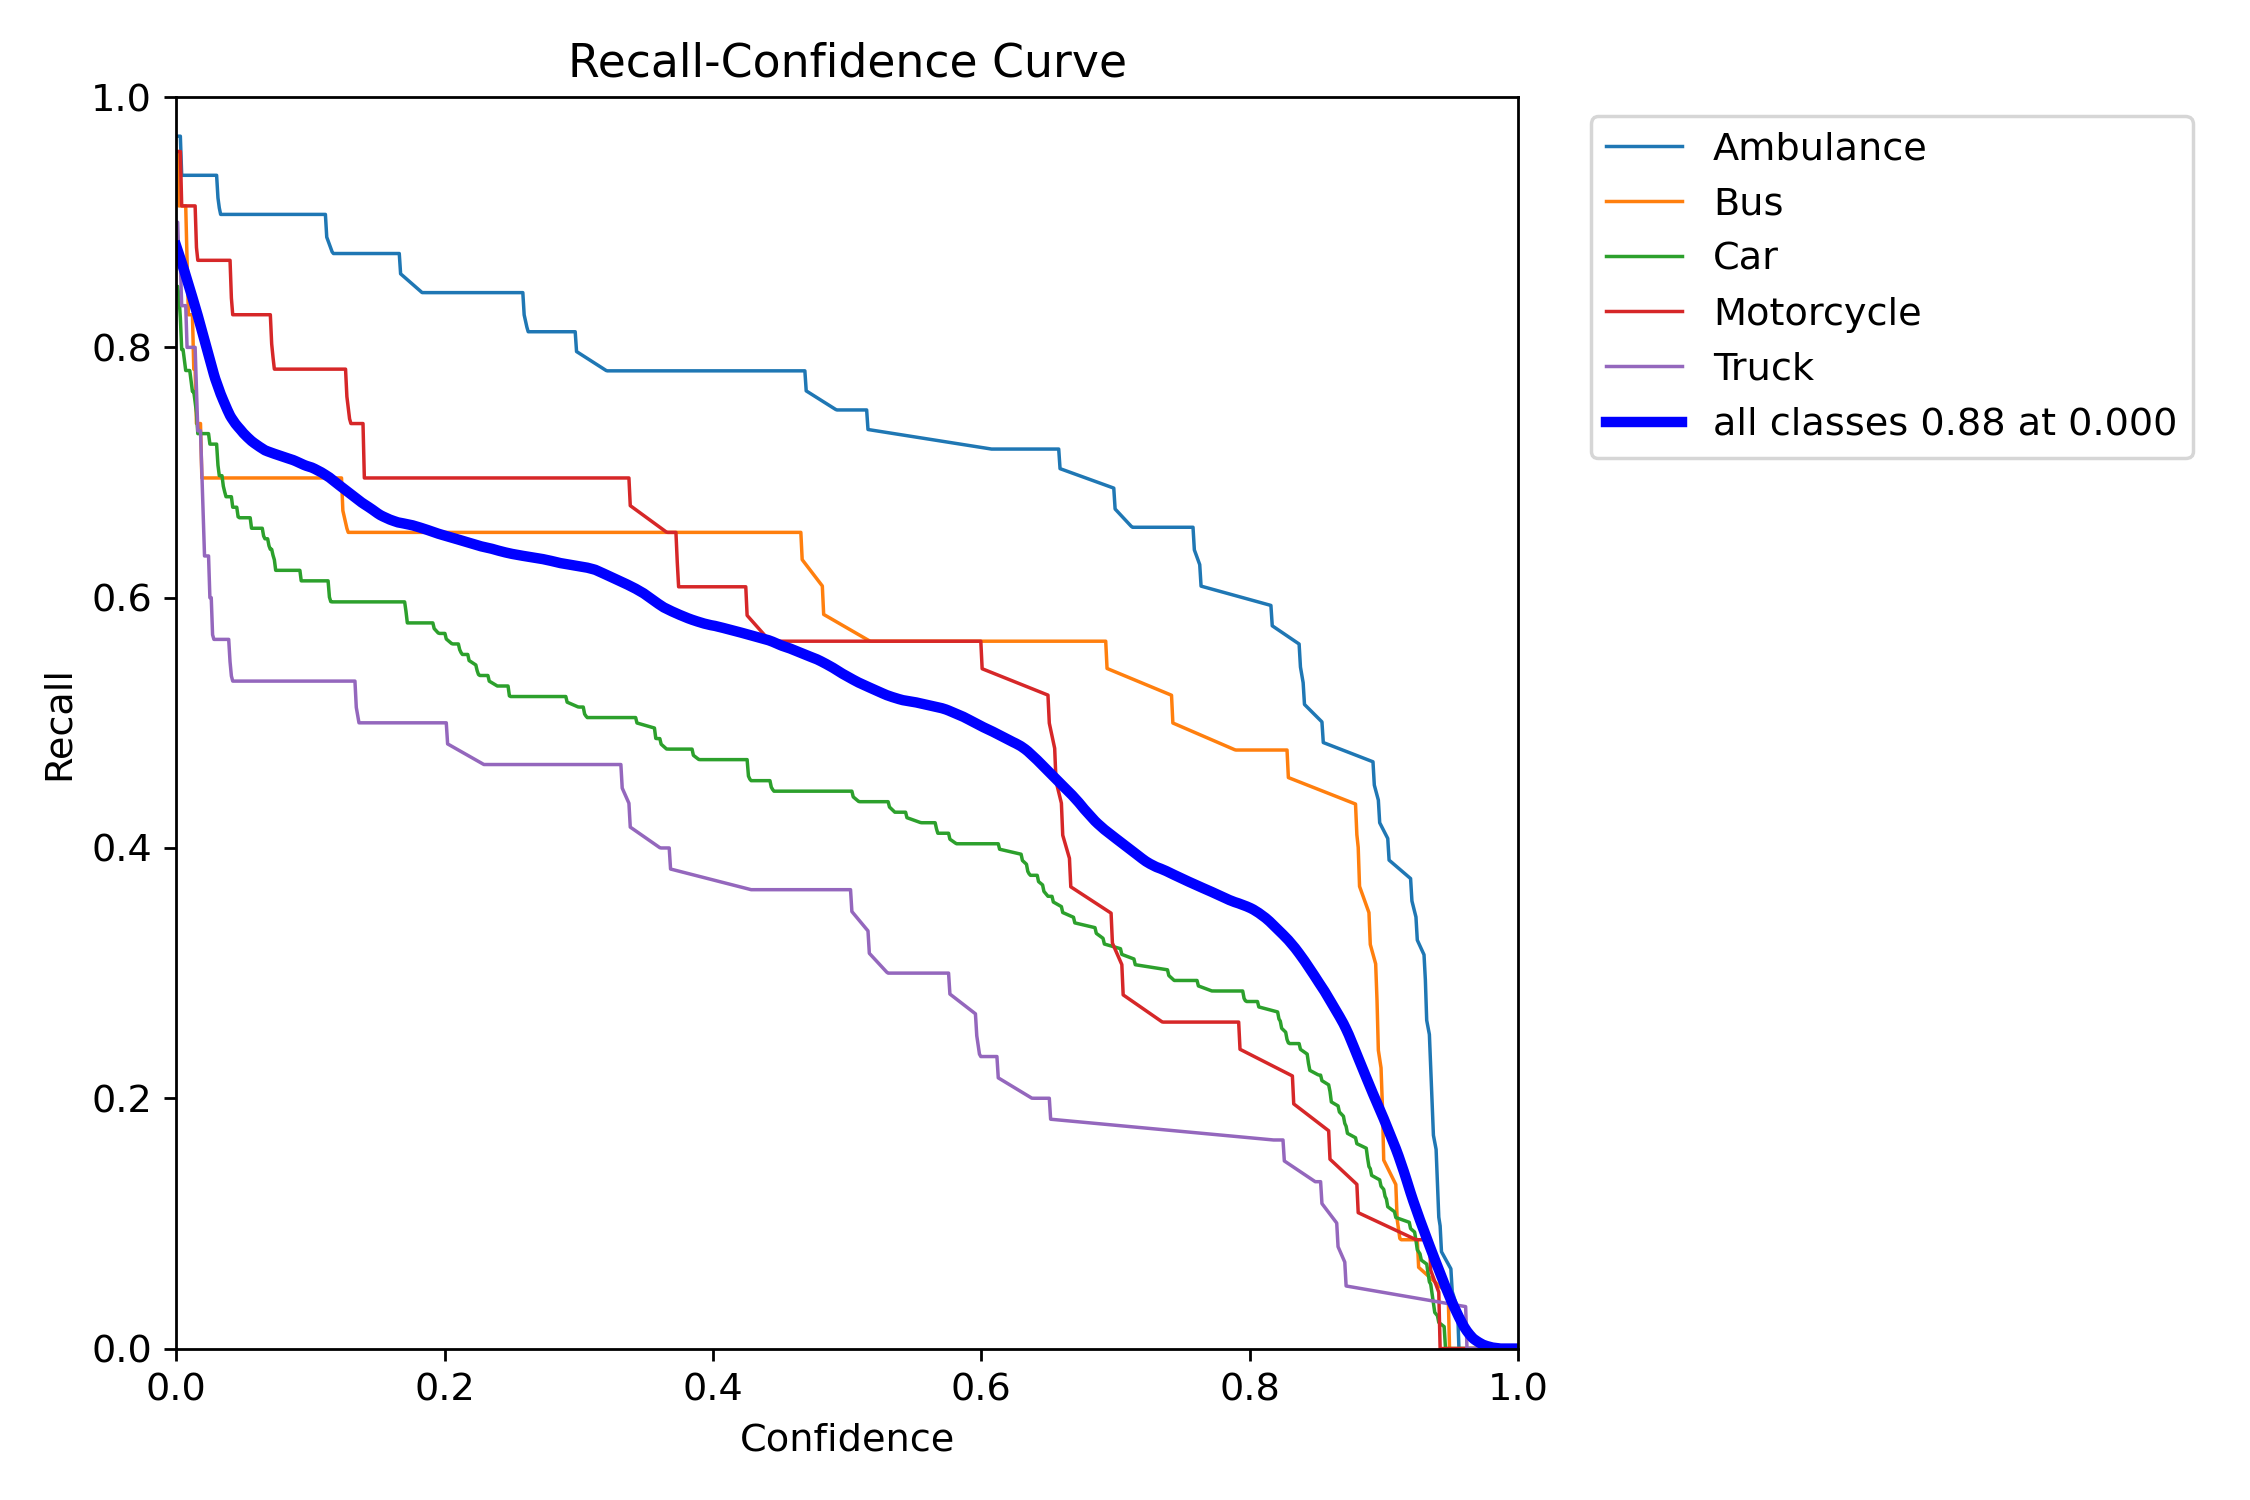 Recall-Confidence Curve
1.0
0.8
0.6
0.4
0.2
0.0
Recall
0.0 0.2 0.4 0.6 0.8 1.0
Confidence
Ambulance
Bus
Car
Motorcycle
Truck
all classes 0.88 at 0.000